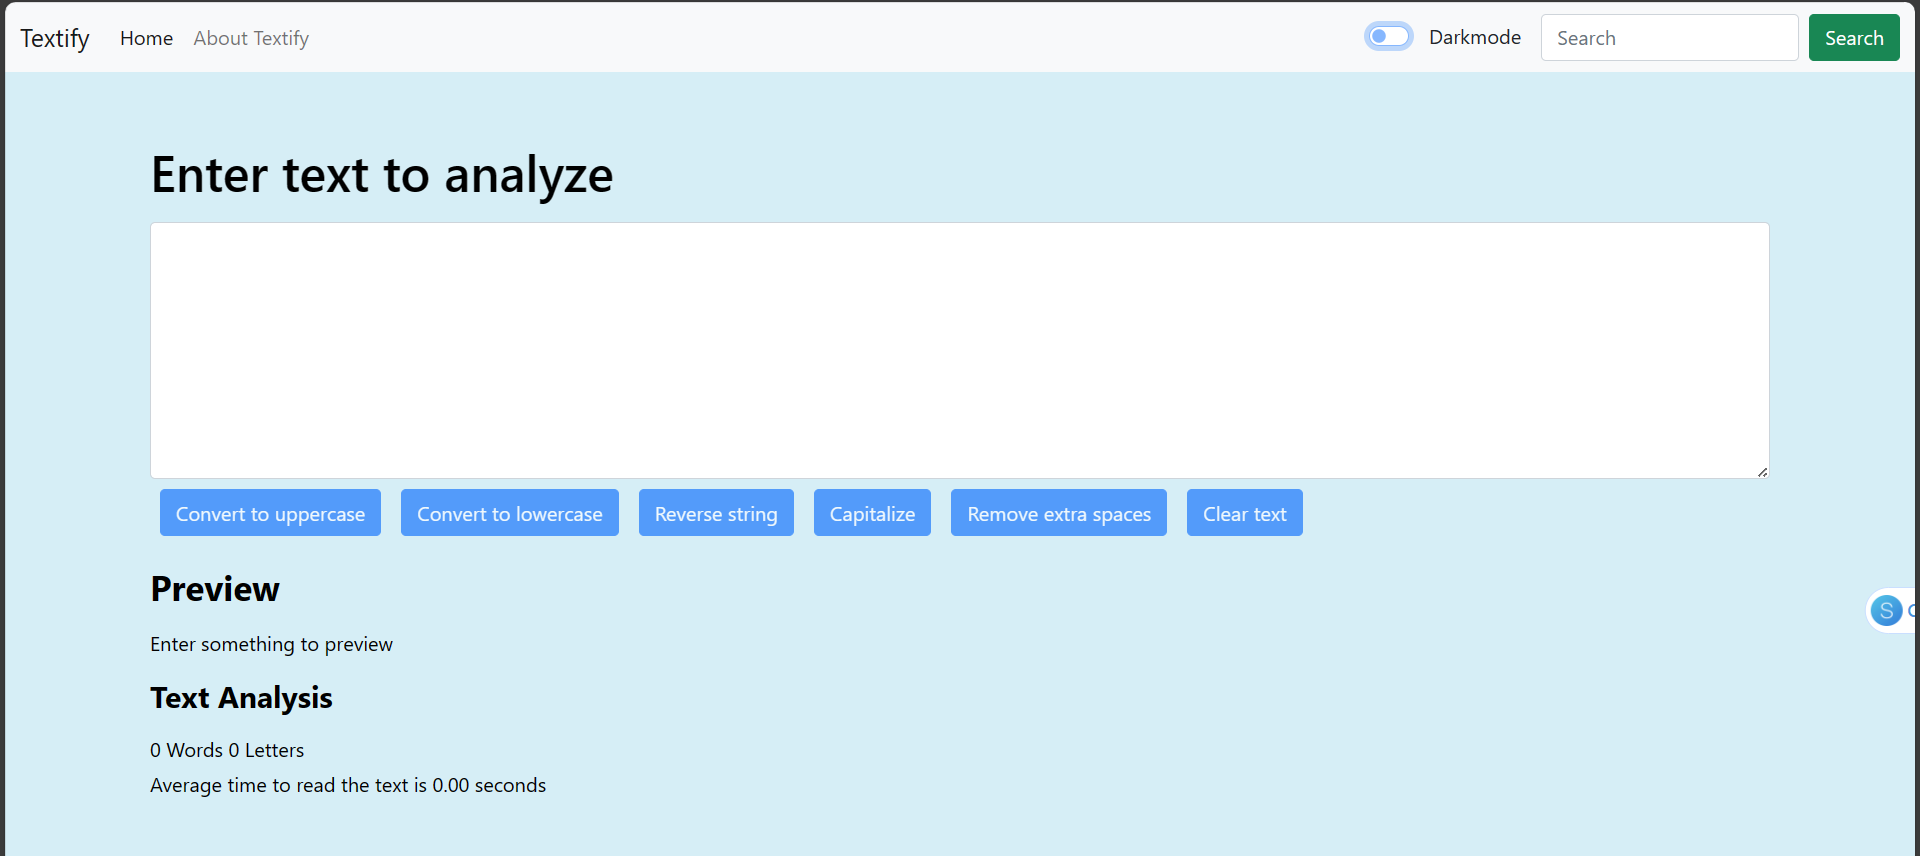 Textify Home About Textify Darkmode Search Search
Enter text to analyze
Convert to uppercase Convert to lowercase Reverse string Capitalize Remove extra spaces Clear text
Preview
Enter something to preview
S
Text Analysis
0 Words 0 Letters
Average time to read the text is 0.00 seconds